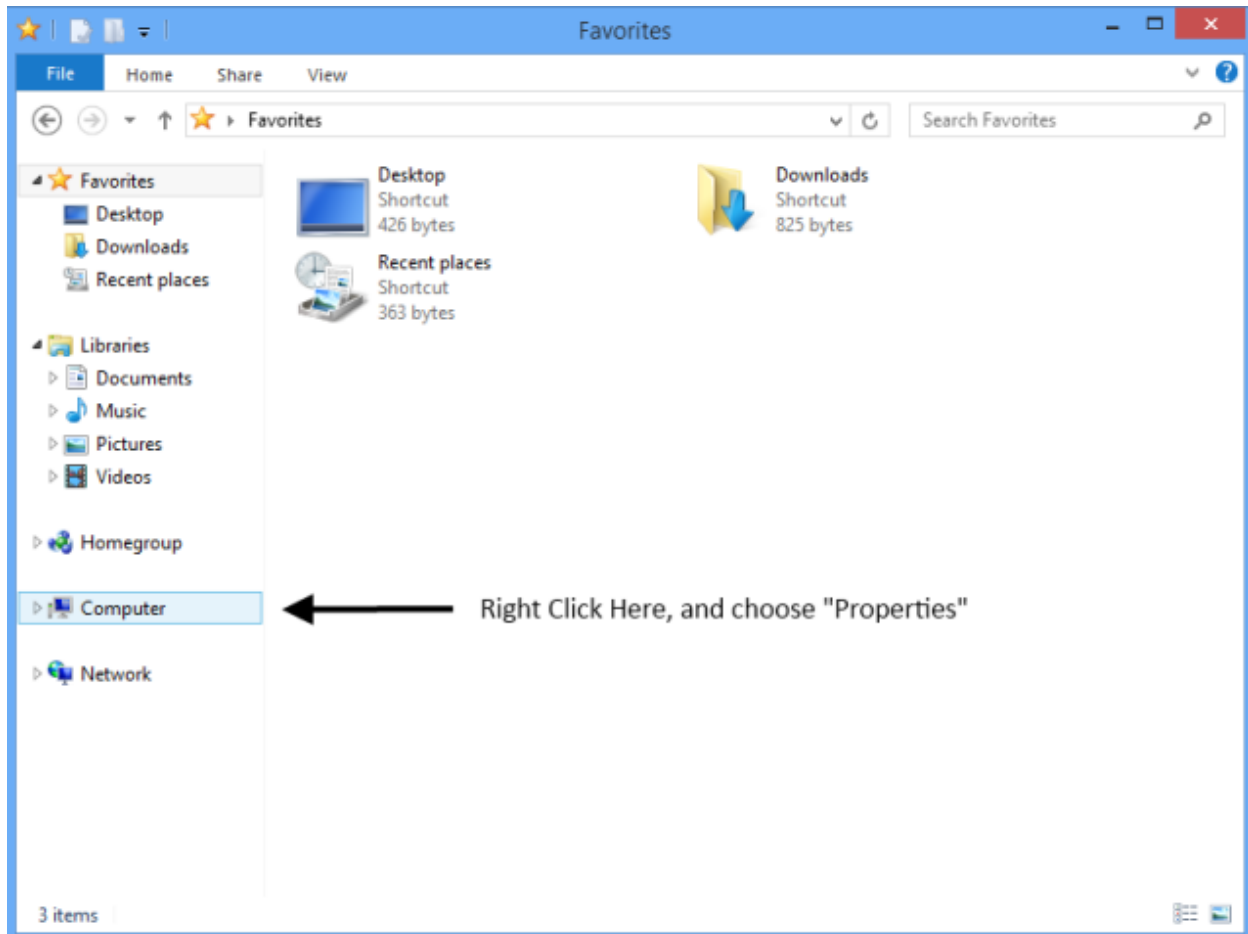 Favorites
File Home Share View
Favorites
Search Favorites
Favorites
Desktop
Downloads
Recent places
Libraries
Documents
Music
Pictures
Videos
Homegroup
Computer
Network
Desktop
Shortcut
426 bytes
Downloads
Shortcut
825 bytes
Recent places
Shortcut
363 bytes
Right Click Here, and choose "Properties"
3 items